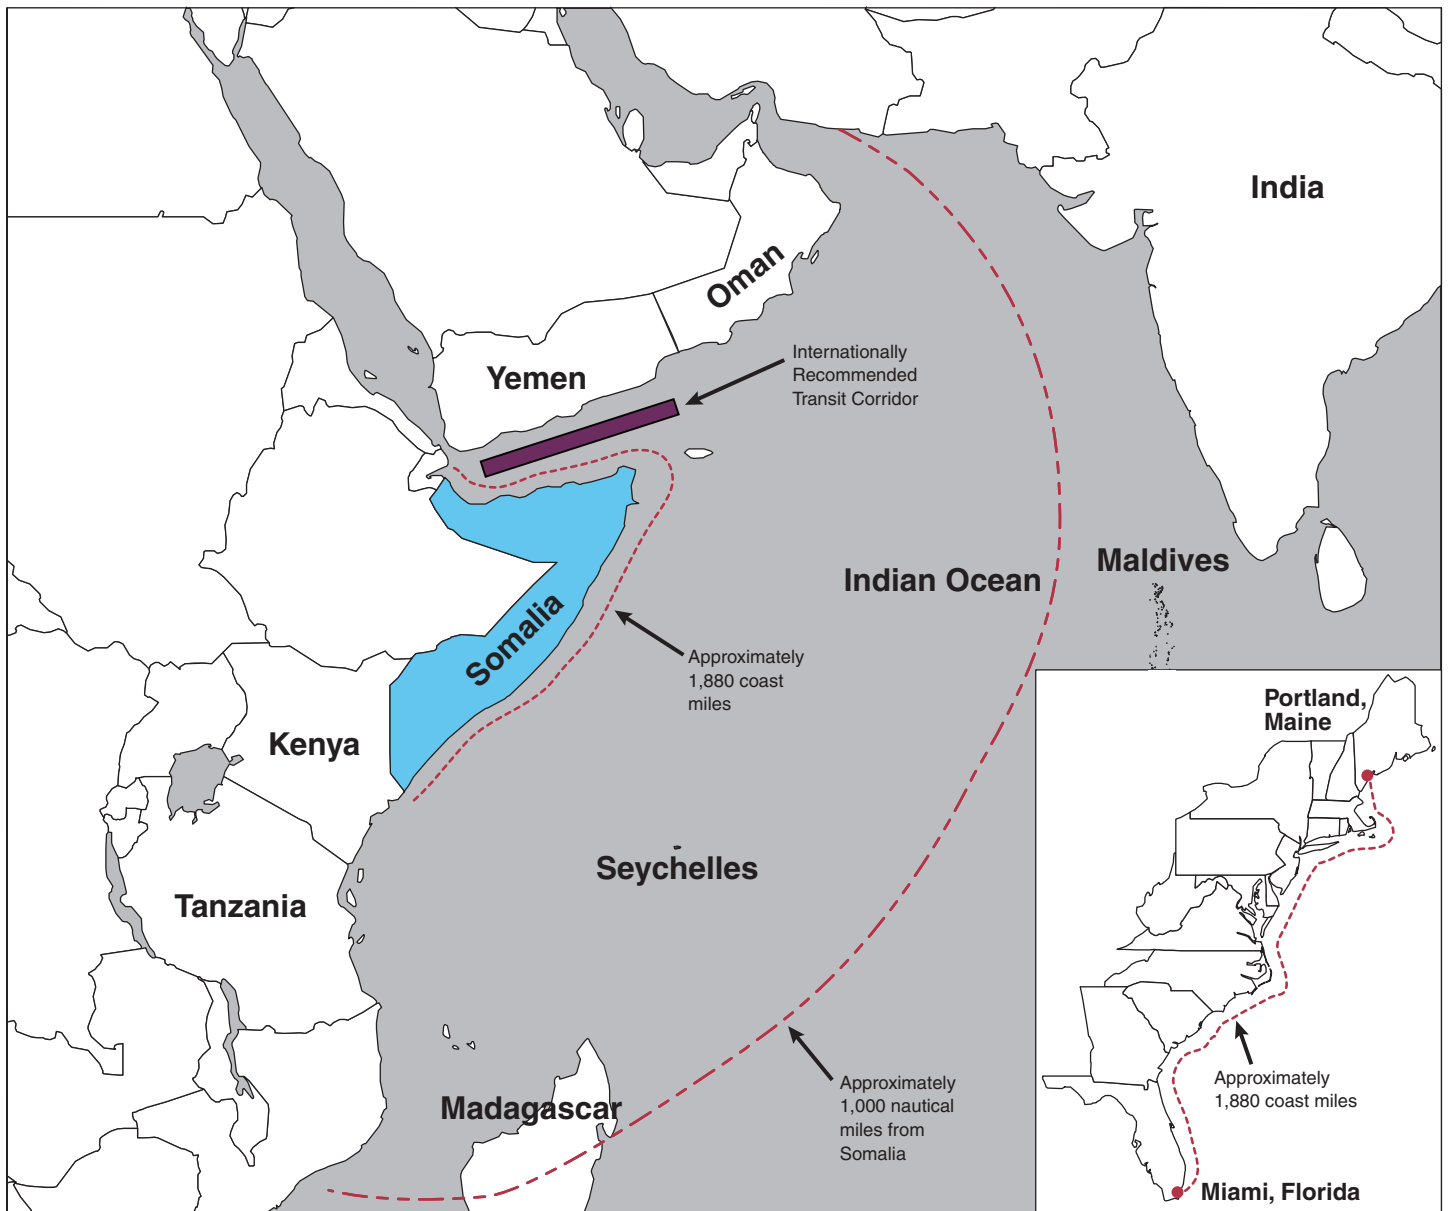 India
Oman
Internationally
Recommended
Transit Corridor
Yemen
Maldives
Indian Ocean
Somalia
Approximately
1,880 coast
miles
Kenya
Seychelles
Tanzania
Madagascar
Approximately
1,000 nautical
miles from
Somalia
Portland,
Maine
Approximately
1,880 coast miles
Miami, Florida